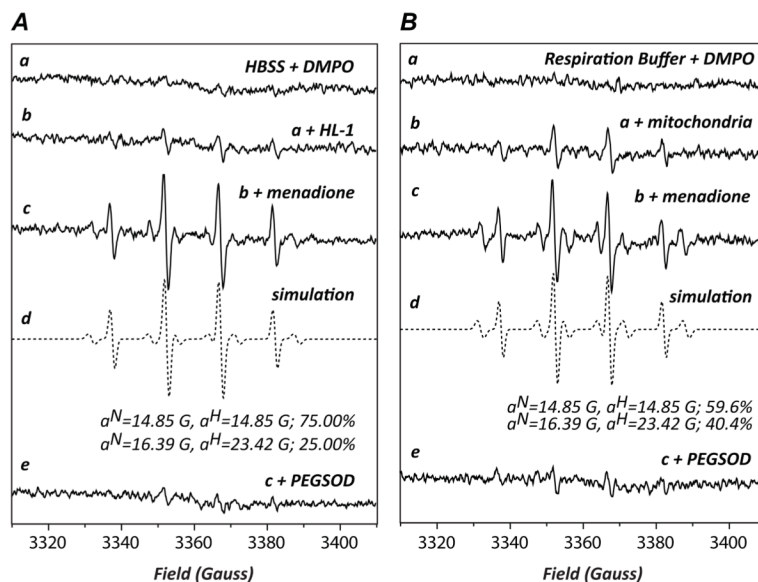 A
a
HBSS + DMPO
b
a + HL-1
c
b + menadione
d
simulation
aN=14.85 G, aH=14.85 G; 75.00%
aN=16.39 G, aH=23.42 G; 25.00%
e
c + PEGSOD
3320 3340 3360 3380 3400
Field (Gauss)
B
a
Respiration Buffer + DMPO
b
a + mitochondria
c
b + menadione
d
simulation
aN=14.85 G, aH=14.85 G; 59.6%
aN=16.39 G, aH=23.42 G; 40.4%
e
c + PEGSOD
3320 3340 3360 3380 3400
Field (Gauss)